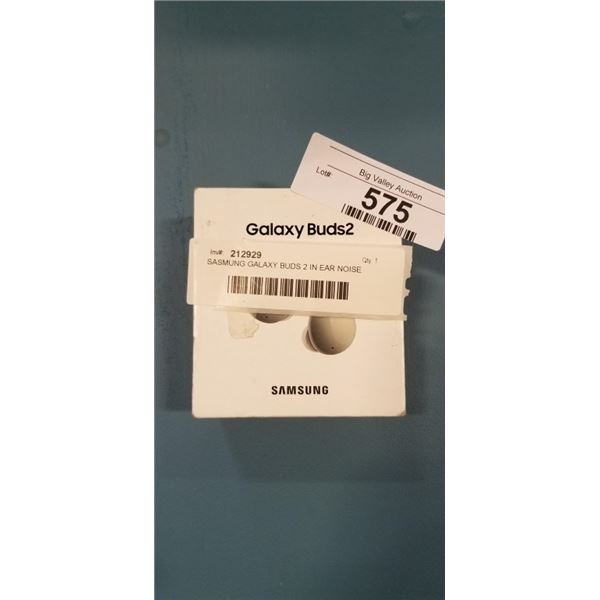 Big Valley Auction
Lot#:
575
Galaxy Buds2
Inv#: 212929
Qty 1
SASMUNG GALAXY BUDS 2 IN EAR NOISE
SAMSUNG